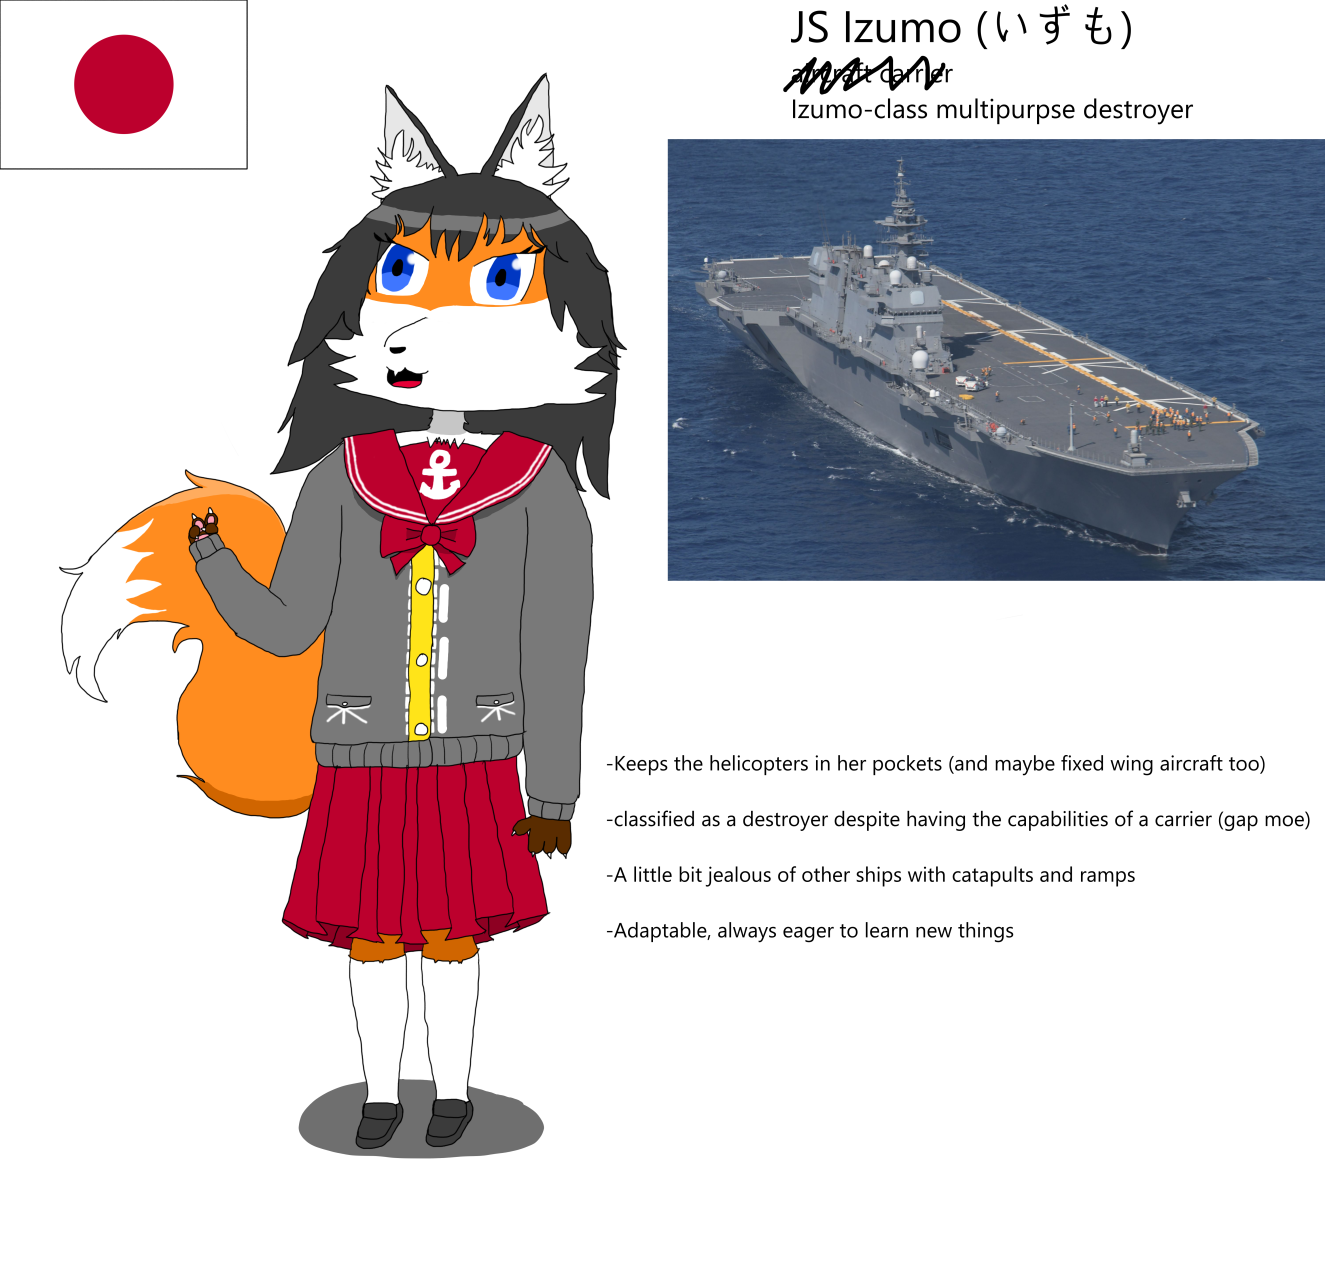 JS Izumo (いずも)
aircraft carrier
Izumo-class multipurpse destroyer
-Keeps the helicopters in her pockets (and maybe fixed wing aircraft too)
-classified as a destroyer despite having the capabilities of a carrier (gap moe)
-A little bit jealous of other ships with catapults and ramps
-Adaptable, always eager to learn new things